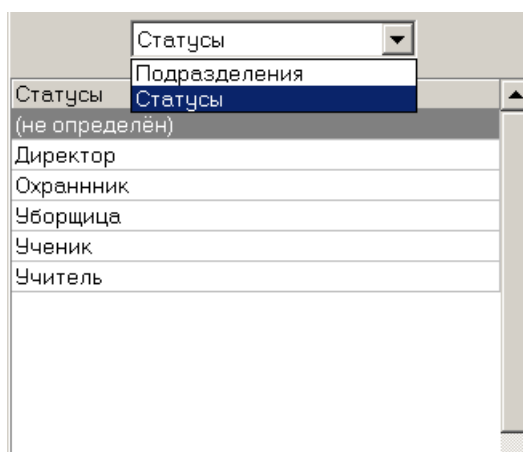 Статусы
Подразделения
Статусы
Статусы
(не определён)
Директор
Охраннник
Уборщица
Ученик
Учитель